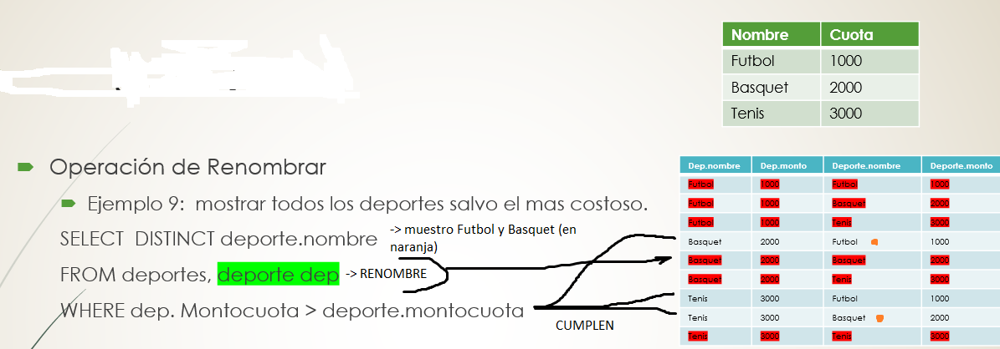 Nombre Cuota
Futbol 1000
Basquet 2000
Tenis 3000
Operación de Renombrar
Ejemplo 9: mostrar todos los deportes salvo el mas costoso.
SELECT DISTINCT deporte.nombre
-> muestro Futbol y Basquet (en
naranja)
FROM deportes, deporte dep -> RENOMBRE
WHERE dep. Montocuota > deporte.montocuota
CUMPLEN
Dep.nombre Dep.monto Deporte.nombre Deporte.monto
Futbol 1000 Futbol 1000
Futbol 1000 Basquet 2000
Futbol 1000 Tenis 3000
Basquet 2000 Futbol 1000
Basquet 2000 Basquet 2000
Basquet 2000 Tenis 3000
Tenis 3000 Futbol 1000
Tenis 3000 Basquet 2000
Tenis 3000 Tenis 3000